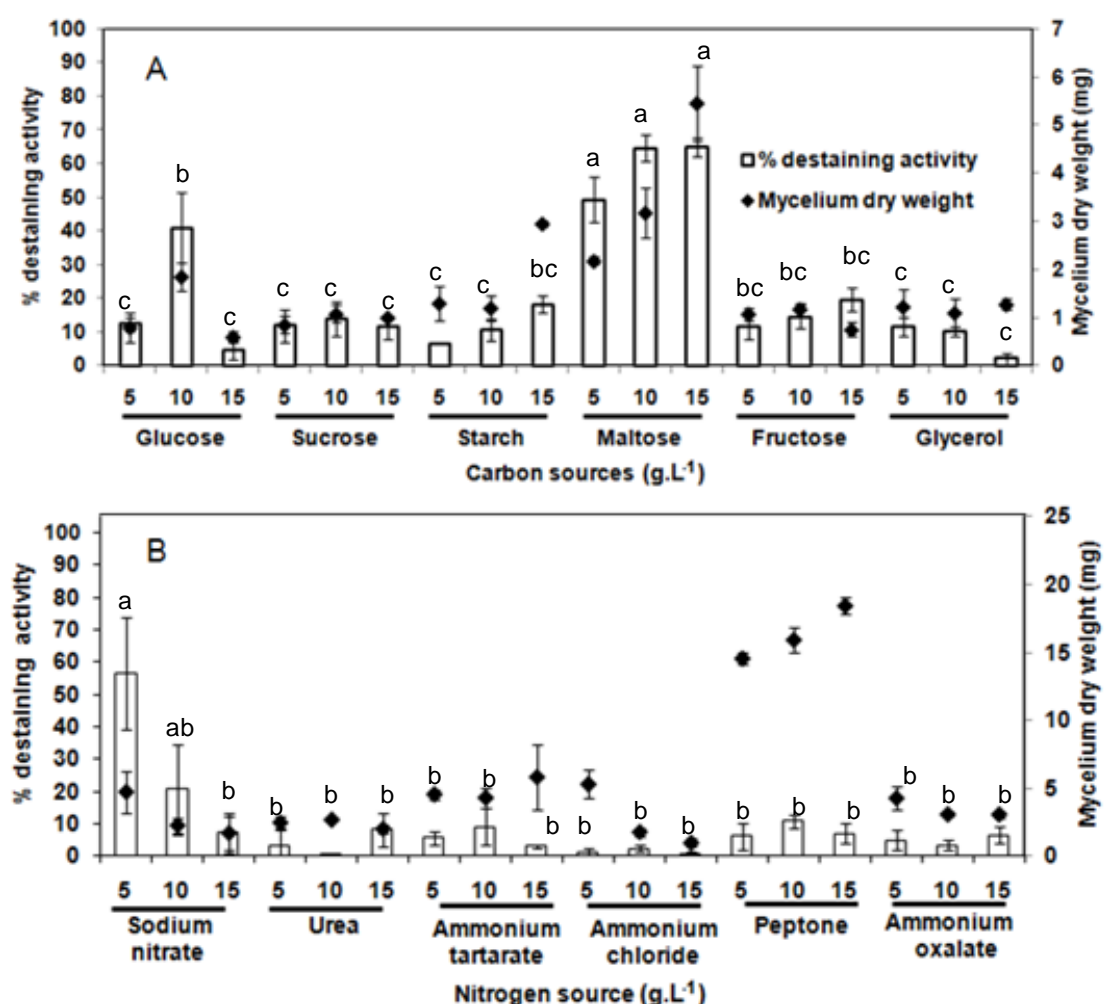 100
90
80
70
60
50
40
30
20
10
0
% destaining activity
A
7
6
5
4
3
2
1
0
Mycelium dry weight (mg)
% destaining activity
Mycelium dry weight
c b c c c c c c bc a a a bc bc bc c c c
5 10 15 5 10 15 5 10 15 5 10 15 5 10 15 5 10 15
Glucose Sucrose Starch Maltose Fructose Glycerol
Carbon sources (g.L-1)
100
90
80
70
60
50
40
30
20
10
0
% destaining activity
B
25
20
15
10
5
0
Mycelium dry weight (mg)
a ab b b b b b b b b b b b b b b b b
5 10 15 5 10 15 5 10 15 5 10 15 5 10 15 5 10 15
Sodium nitrate
Urea
Ammonium tartarate
Ammonium chloride
Peptone
Ammonium oxalate
Nitrogen source (g.L-1)